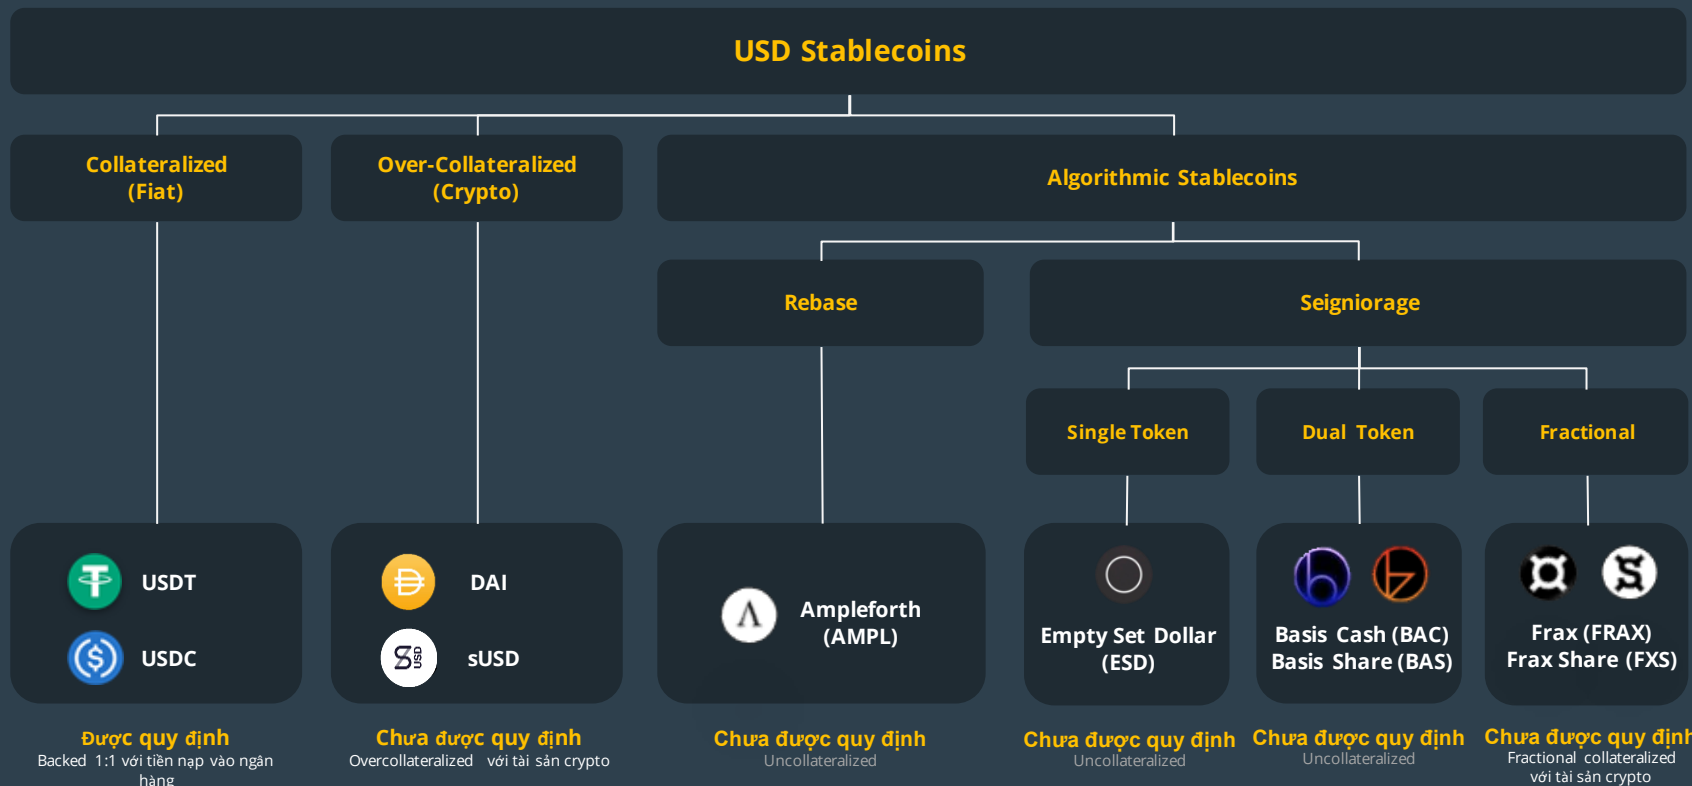 USD Stablecoins
Collateralized
(Fiat)
Over-Collateralized
(Crypto)
Algorithmic Stablecoins
Rebase
Seigniorage
Single Token
Dual Token
Fractional
USDT
USDC
DAI
sUSD
USD
Ampleforth
(AMPL)
Empty Set Dollar
(ESD)
Basis Cash (BAC)
Basis Share (BAS)
Frax (FRAX)
Frax Share (FXS)
Được quy định
Backed 1:1 với tiền nạp vào ngân
hàng
Chưa được quy định
Overcollateralized với tài sản crypto
Chưa được quy định
Uncollateralized
Chưa được quy định
Uncollateralized
Chưa được quy định
Uncollateralized
Chưa được quy định
Fractional collateralized
với tài sản crypto